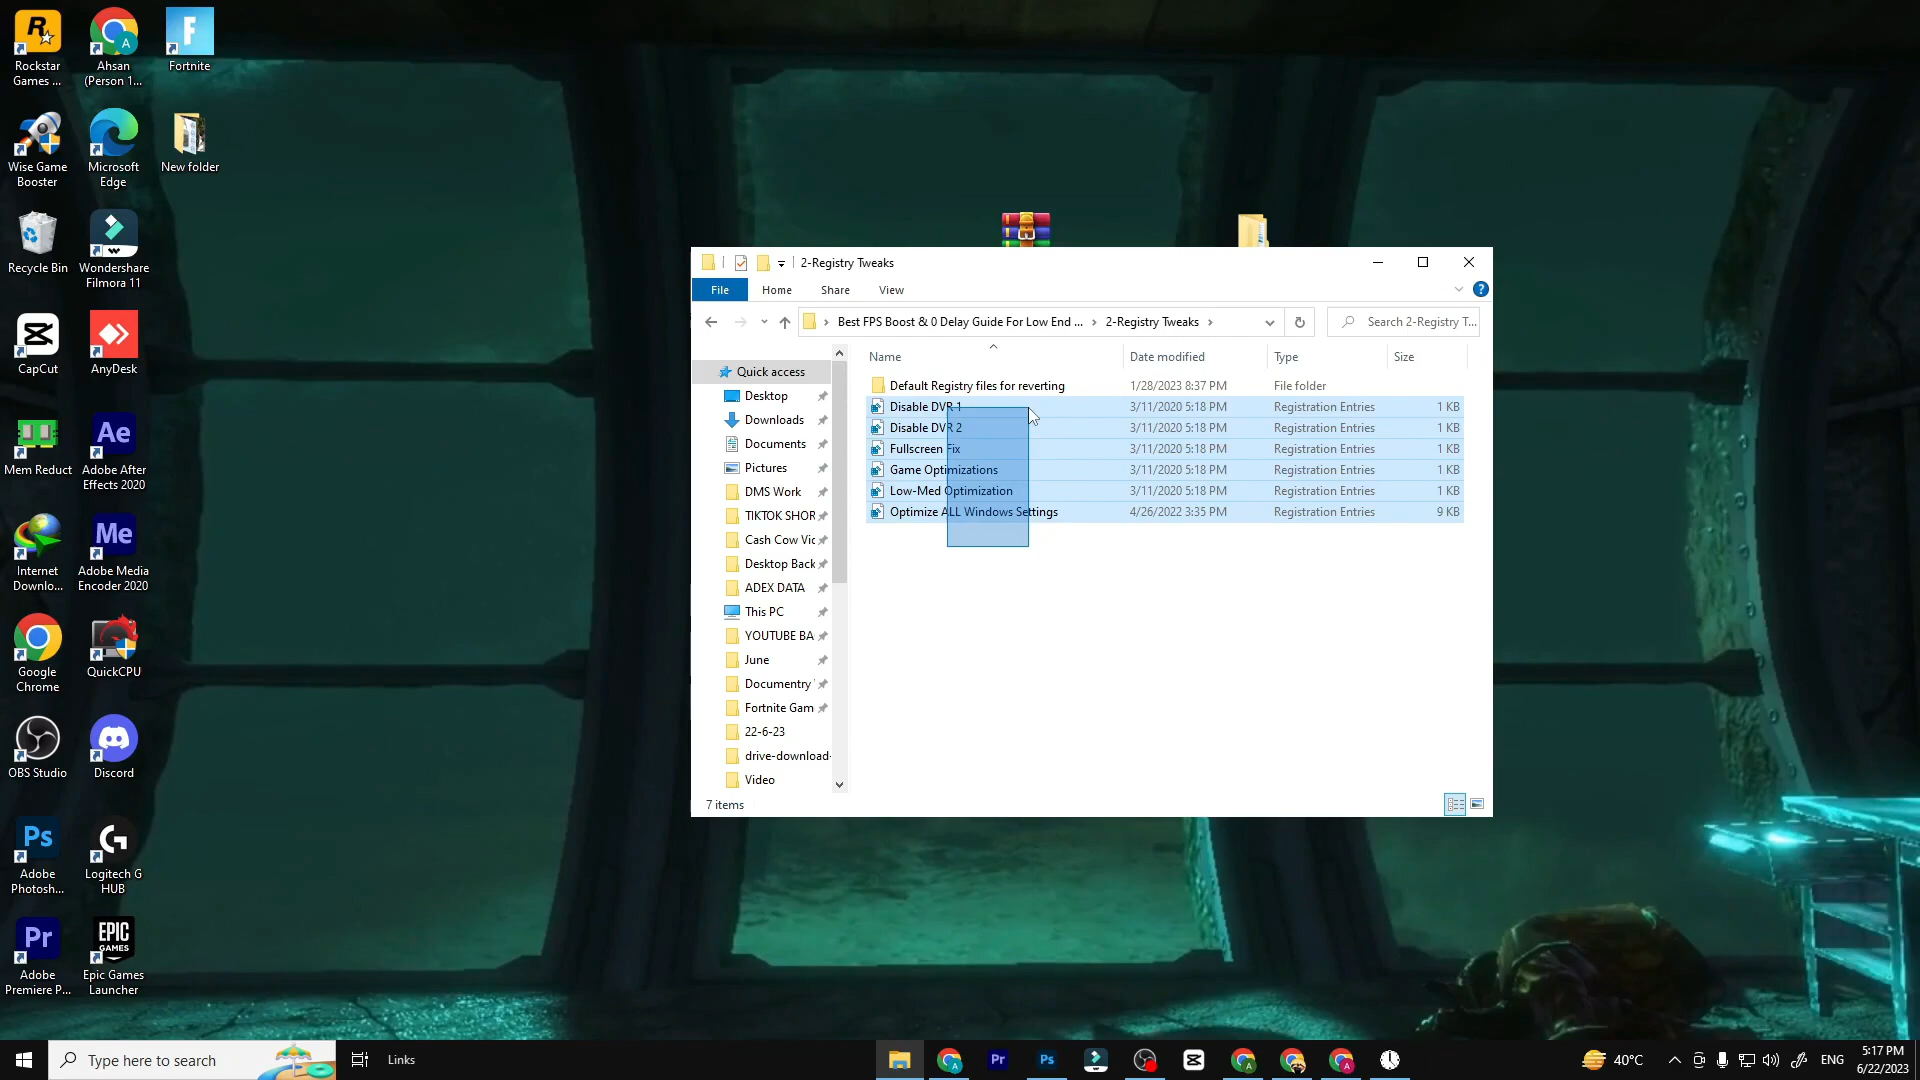 Rockstar
Games ...
Ahsan
(Person 1...
Fortnite
Wise Game
Booster
Microsoft
Edge
New folder
Recycle Bin
Wondershare
Filmora 11
CapCut
AnyDesk
Mem Reduct
Adobe After
Effects 2020
Internet
Downlo...
Adobe Media
Encoder 2020
Google
Chrome
QuickCPU
OBS Studio
Discord
Adobe
Photosh...
Logitech G
HUB
Adobe
Premiere P...
Epic Games
Launcher
R
A
Ae
Me
Ps
Pr
EPIC
GAMES
2-Registry Tweaks
File Home Share View
Best FPS Boost & 0 Delay Guide For Low End ... 2-Registry Tweaks
Search 2-Registry T...
Name Date modified Type Size
Default Registry files for reverting 1/28/2023 8:37 PM File folder
Disable DVR 1 3/11/2020 5:18 PM Registration Entries 1 KB
Disable DVR 2 3/11/2020 5:18 PM Registration Entries 1 KB
Fullscreen Fix 3/11/2020 5:18 PM Registration Entries 1 KB
Game Optimizations 3/11/2020 5:18 PM Registration Entries 1 KB
Low-Med Optimization 3/11/2020 5:18 PM Registration Entries 1 KB
Optimize ALL Windows Settings 4/26/2022 3:35 PM Registration Entries 9 KB
Quick access
Desktop
Downloads
Documents
Pictures
DMS Work
TIKTOK SHOR
Cash Cow Vic
Desktop Back
ADEX DATA
This PC
YOUTUBE BA
June
Documentry
Fortnite Gam
22-6-23
drive-download-
Video
7 items
Type here to search
Links
Pr
Ps
40°C
ENG
5:17 PM
6/22/2023